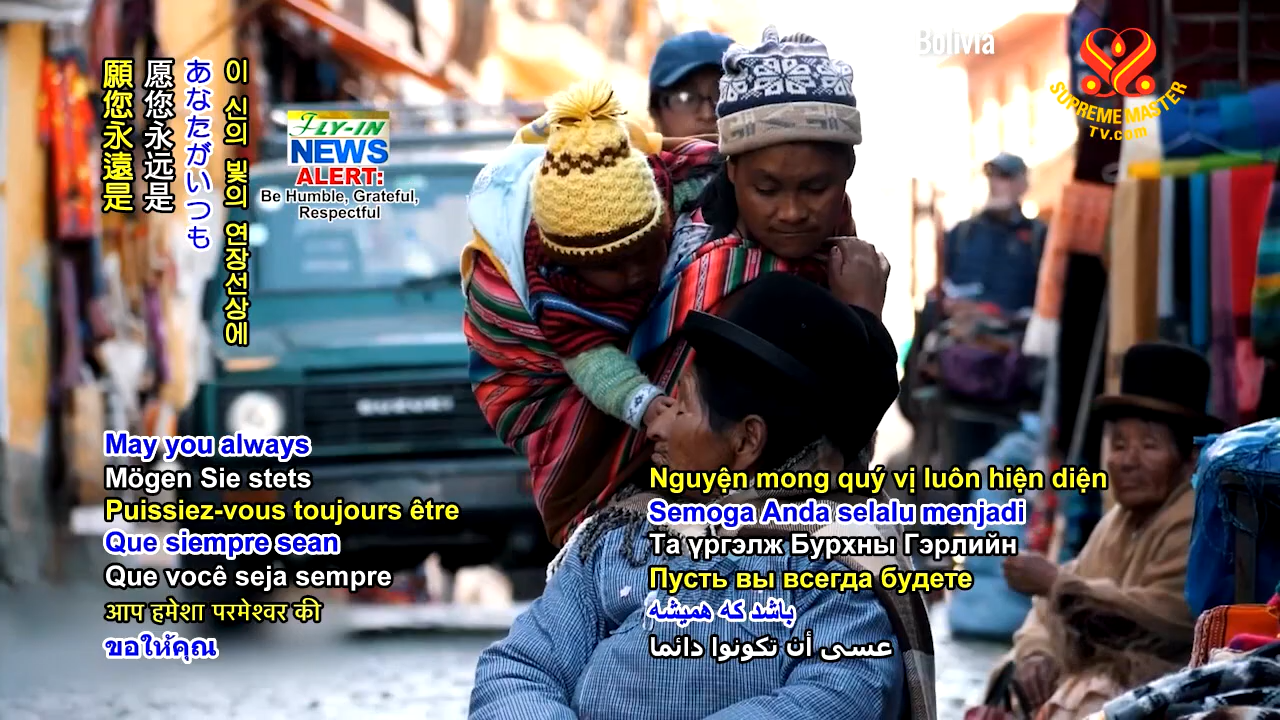 Bolivia
SUPREME MASTER
TV.com
願您永遠是
愿您永远是
あなたがいつも
이 신의 빛의 연장선상에
FLY-IN
NEWS
ALERT:
Be Humble, Grateful,
Respectful
SUZUKI
May you always
Mögen Sie stets
Puissiez-vous toujours être
Que siempre sean
Que você seja sempre
आप हमेशा परमेश्वर की
ขอให้คุณ
Nguyện mong quý vị luôn hiện diện
Semoga Anda selalu menjadi
Та үргэлж Бурхны Гэрлийн
Пусть вы всегда будете
باشد که همیشه
عسى أن تكونوا دائما